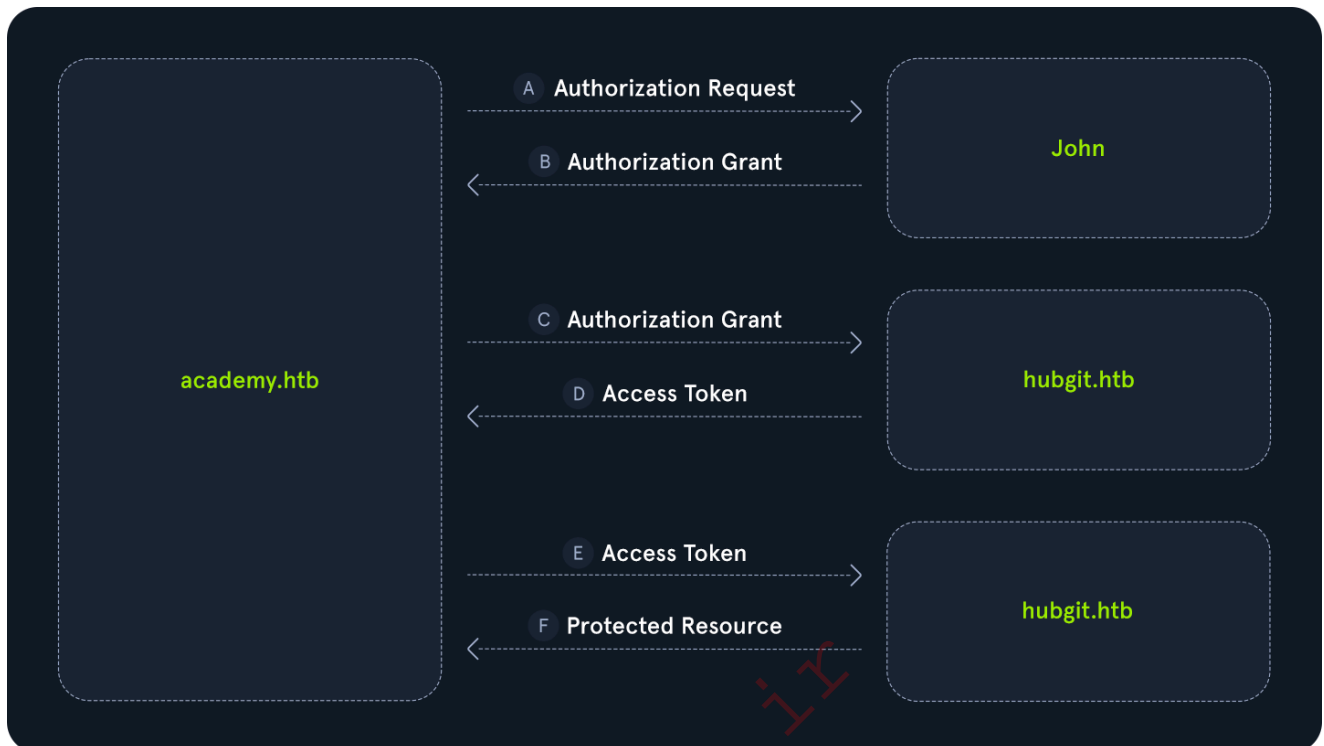 A Authorization Request
John
B Authorization Grant
C Authorization Grant
academy.htb
hubgit.htb
D Access Token
E Access Token
hubgit.htb
F Protected Resource
ir